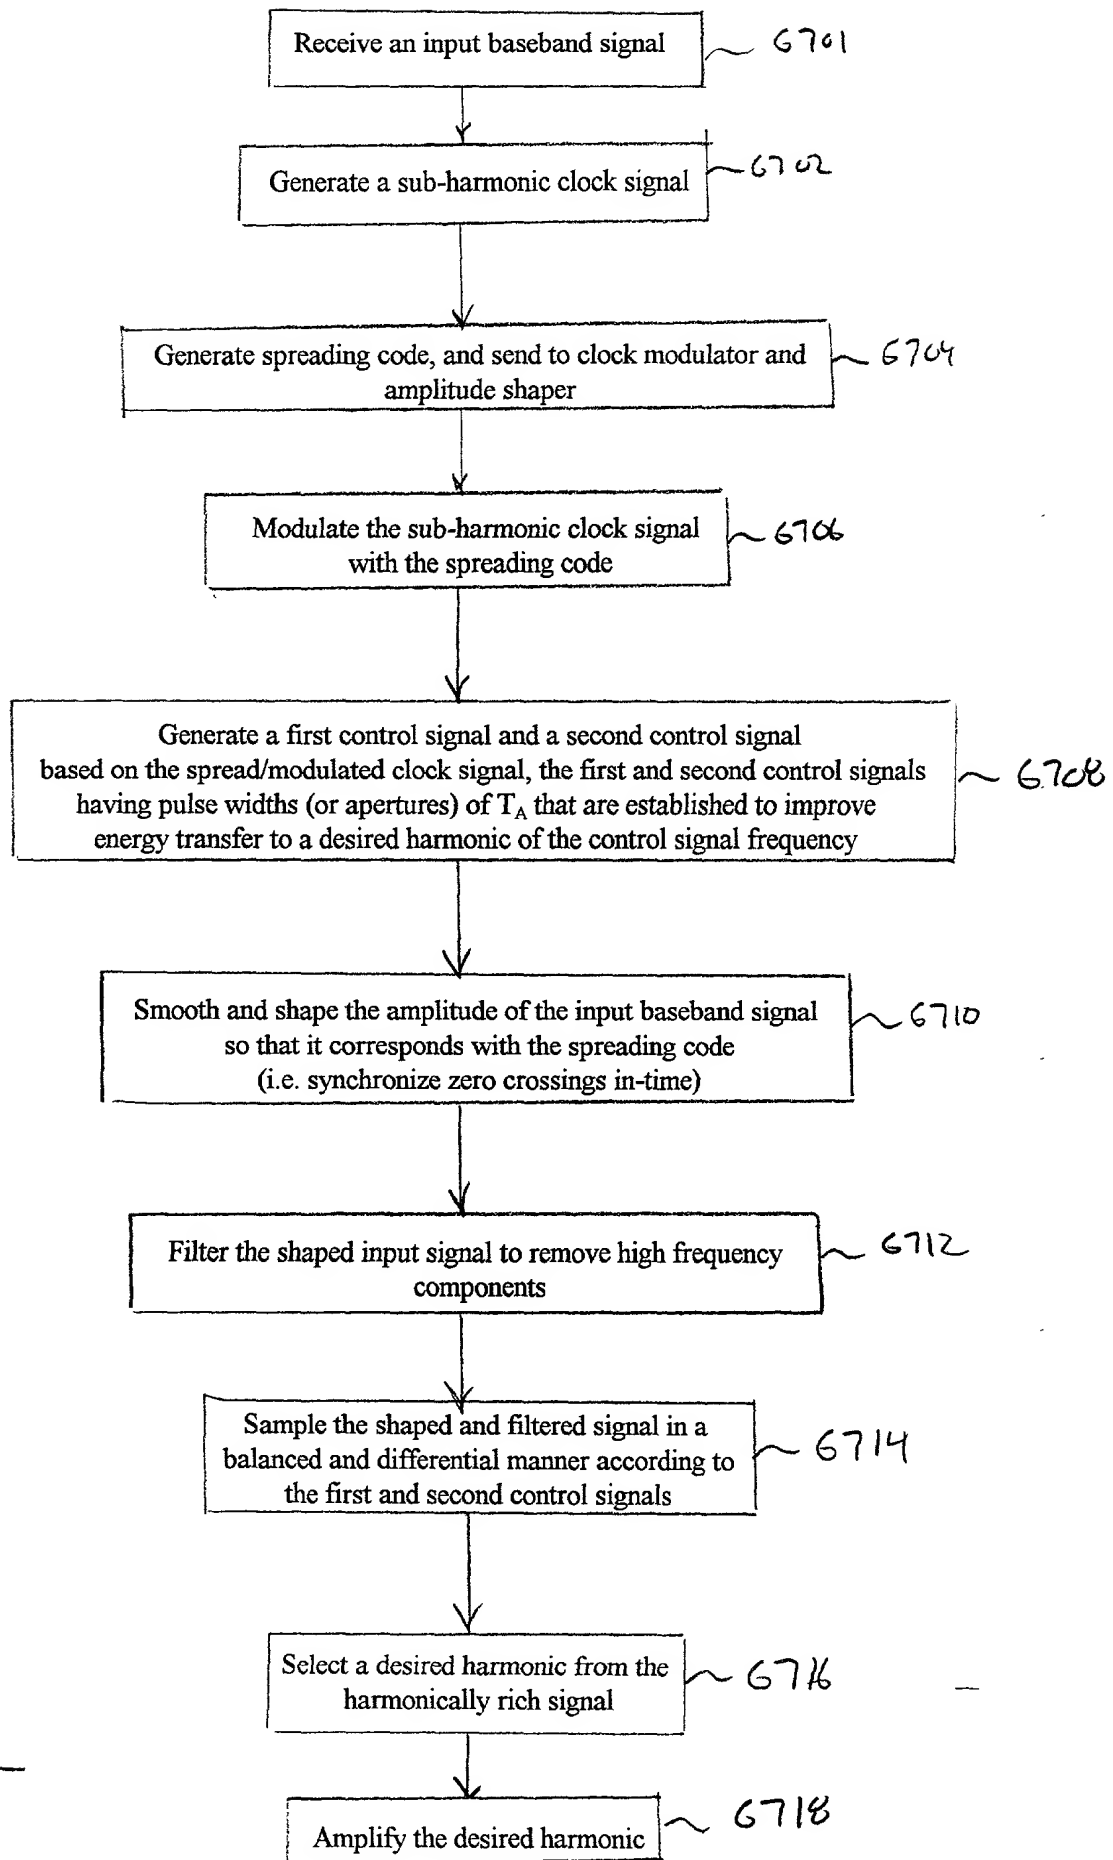 Receive an input baseband signal
6701
Generate a sub-harmonic clock signal
6702
Generate spreading code, and send to clock modulator and
amplitude shaper
6704
Modulate the sub-harmonic clock signal
with the spreading code
6706
Generate a first control signal and a second control signal
based on the spread/modulated clock signal, the first and second control signals
having pulse widths (or apertures) of TA that are established to improve
energy transfer to a desired harmonic of the control signal frequency
6708
Smooth and shape the amplitude of the input baseband signal
so that it corresponds with the spreading code
(i.e. synchronize zero crossings in-time)
6710
Filter the shaped input signal to remove high frequency
components
6712
Sample the shaped and filtered signal in a
balanced and differential manner according to
the first and second control signals
6714
Select a desired harmonic from the
harmonically rich signal
6716
Amplify the desired harmonic
6718